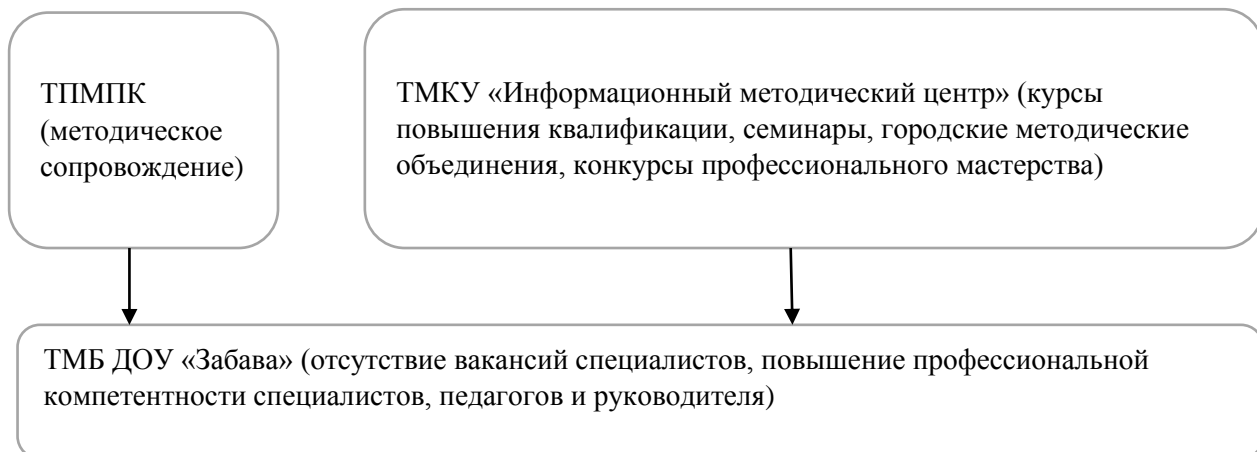 ТПМПК
(методическое
сопровождение)
ТМКУ «Информационный методический центр» (курсы
повышения квалификации, семинары, городские методические
объединения, конкурсы профессионального мастерства)
ТМБ ДОУ «Забава» (отсутствие вакансий специалистов, повышение профессиональной
компетентности специалистов, педагогов и руководителя)